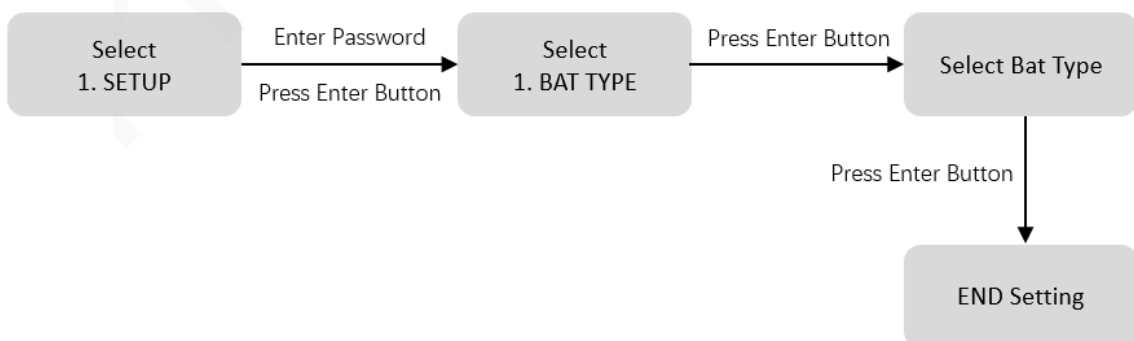 Select
1. SETUP
Enter Password
Press Enter Button
Select
1. BAT TYPE
Press Enter Button
Select Bat Type
Press Enter Button
END Setting